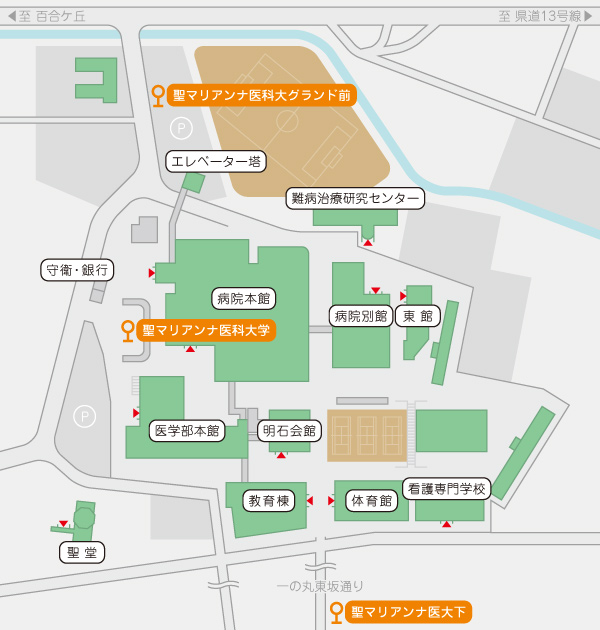 至 百合ケ丘
至 県道13号線
聖マリアンナ医科大グランド前
P
エレベーター塔
難病治療研究センター
守衛・銀行
病院本館
病院別館
東 館
聖マリアンナ医科大学
P
医学部本館
明石会館
教育棟
体育館
看護専門学校
聖 堂
一の丸東坂通り
聖マリアンナ医大下